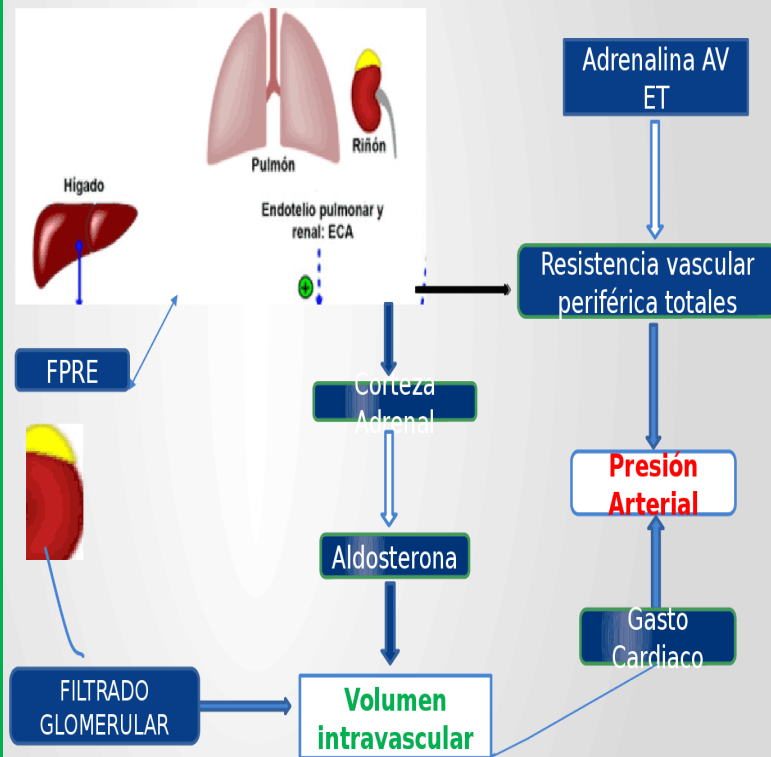 Adrenalina AV
ET
Pulmón
Riñón
Higado
Endotelio pulmonar y
renal: ECA
Resistencia vascular
periférica totales
FPRE
Corteza
Adrenal
Presión
Arterial
Aldosterona
Gasto
Cardiaco
FILTRADO
GLOMERULAR
Volumen
intravascular